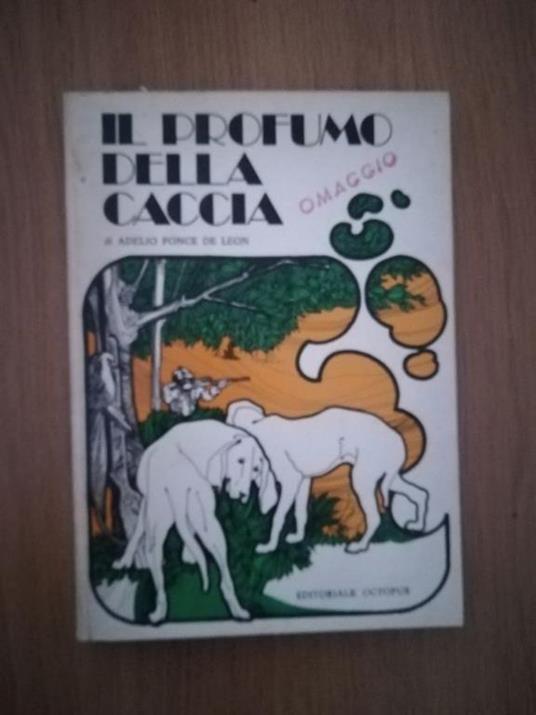 IL PROFUMO
DELLA
CACCIA
OMAGGIO
di ADELIO PONCE DE LEON
EDITORIALE OCTOPUS